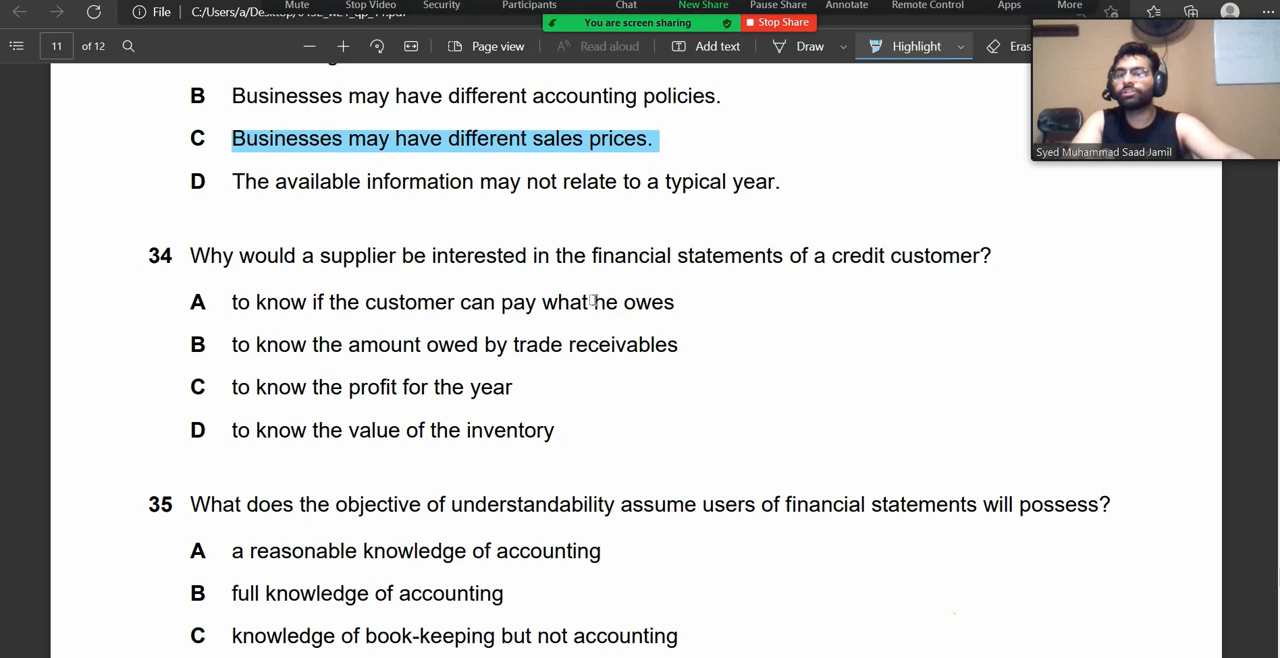 Mute Stop Video Security Participants Chat New Share Pause Share Annotate Remote Control Apps More
You are screen sharing Stop Share
File
11 of 12 Page view Read aloud Add text Draw Highlight Eras
B Businesses may have different accounting policies.
C Businesses may have different sales prices.
Syed Muhammad Saad Jamil
D The available information may not relate to a typical year.
34 Why would a supplier be interested in the financial statements of a credit customer?
A to know if the customer can pay what he owes
B to know the amount owed by trade receivables
C to know the profit for the year
D to know the value of the inventory
35 What does the objective of understandability assume users of financial statements will possess?
A a reasonable knowledge of accounting
B full knowledge of accounting
C knowledge of book-keeping but not accounting